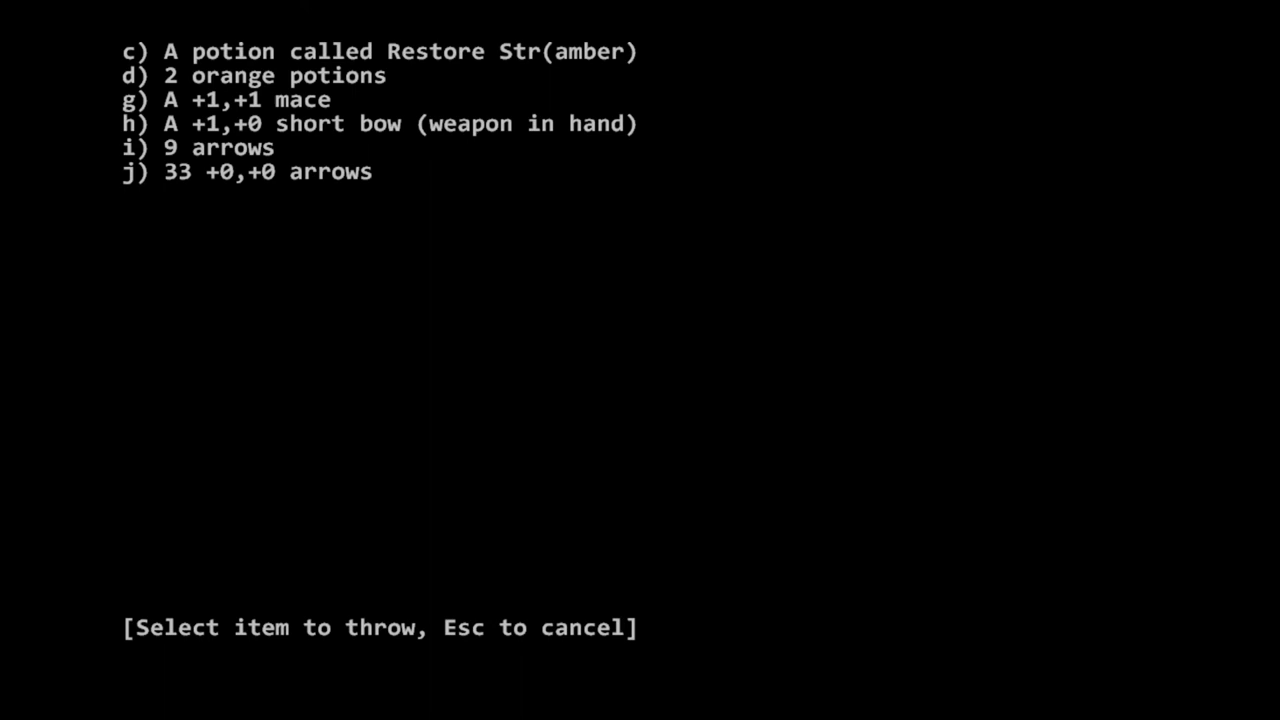 c) A potion called Restore Str(amber)
d) 2 orange potions
g) A +1,+1 mace
h) A +1,+0 short bow (weapon in hand)
i) 9 arrows
j) 33 +0,+0 arrows
[Select item to throw, Esc to cancel]